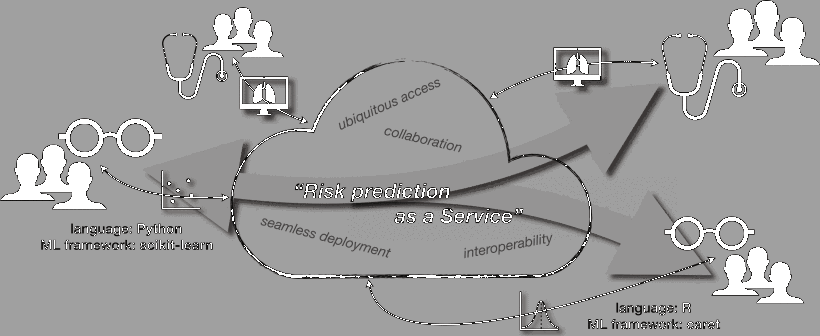 ubiquitous access
collaboration
"Risk prediction
as a Service"
seamless deployment
interoperability
language: Python
ML framework: scikit-learn
language: R
ML framework: caret